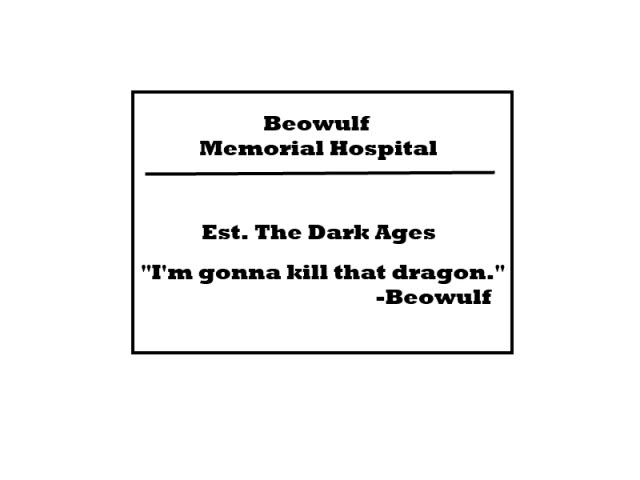 Beowulf
Memorial Hospital
Est. The Dark Ages
"I'm gonna kill that dragon."
-Beowulf